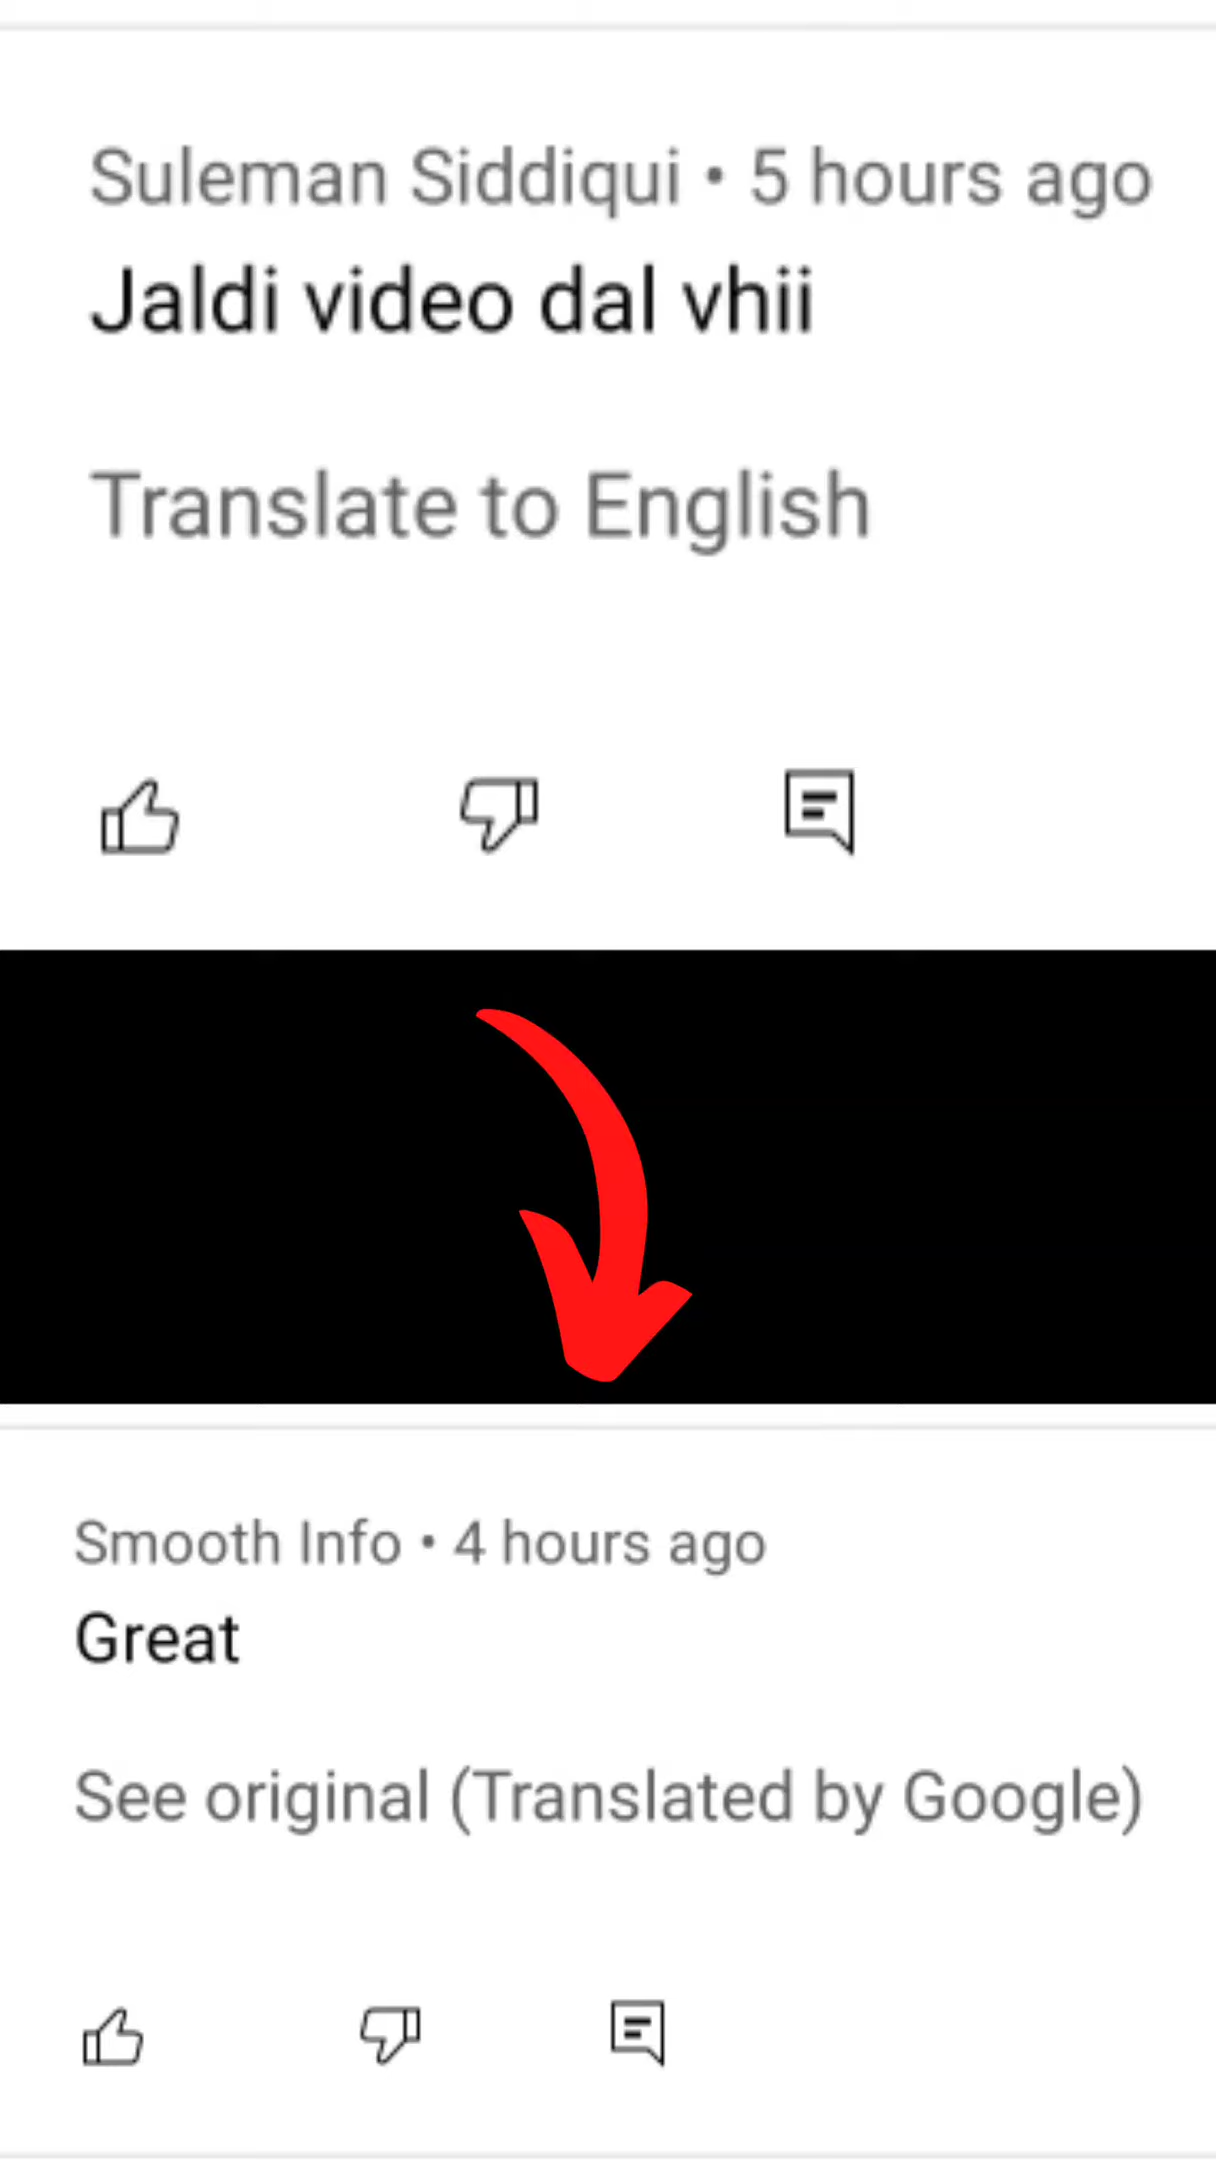 Suleman Siddiqui • 5 hours ago
Jaldi video dal vhii
Translate to English
Smooth Info • 4 hours ago
Great
See original (Translated by Google)